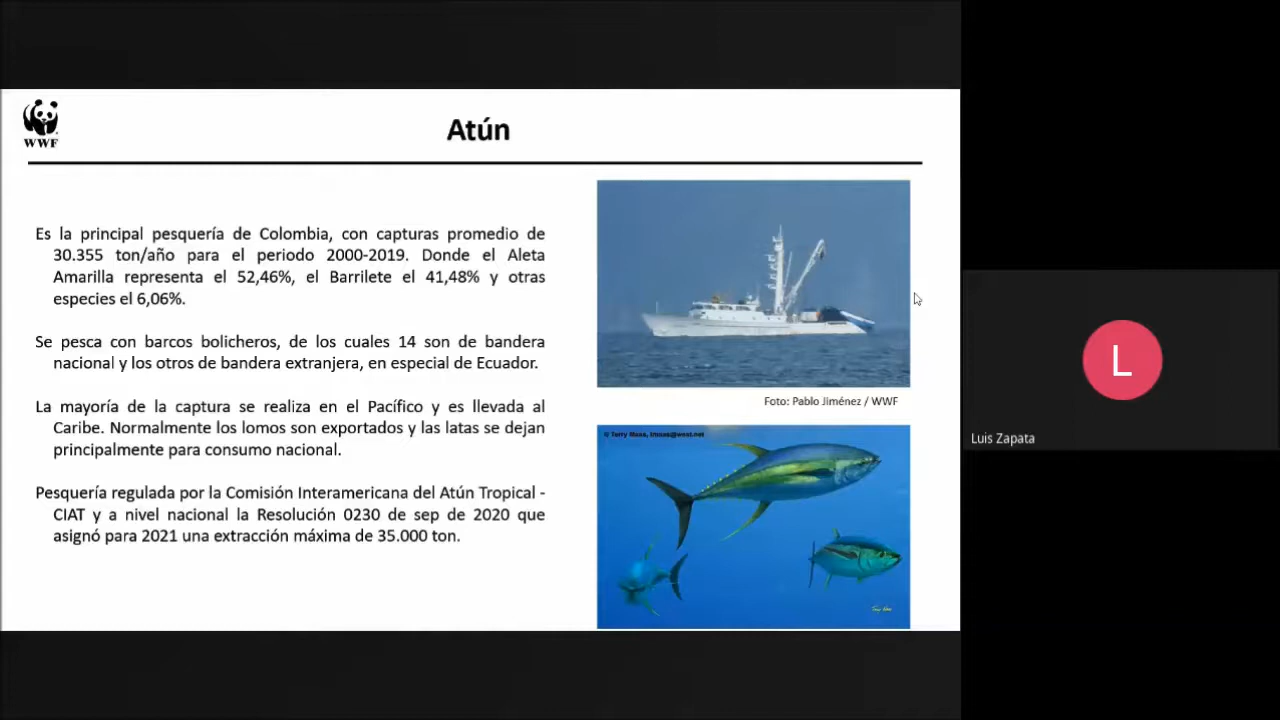 WWF
Atún
Es la principal pesquería de Colombia, con capturas promedio de
30.355 ton/año para el periodo 2000-2019. Donde el Aleta
Amarilla representa el 52,46%, el Barrilete el 41,48% y otras
especies el 6,06%.
Se pesca con barcos bolicheros, de los cuales 14 son de bandera
nacional y los otros de bandera extranjera, en especial de Ecuador.
La mayoría de la captura se realiza en el Pacífico y es llevada al
Caribe. Normalmente los lomos son exportados y las latas se dejan
principalmente para consumo nacional.
Pesquería regulada por la Comisión Interamericana del Atún Tropical -
CIAT y a nivel nacional la Resolución 0230 de sep de 2020 que
asignó para 2021 una extracción máxima de 35.000 ton.
Foto: Pablo Jiménez / WWF
© Terry Maas,
L
Luis Zapata